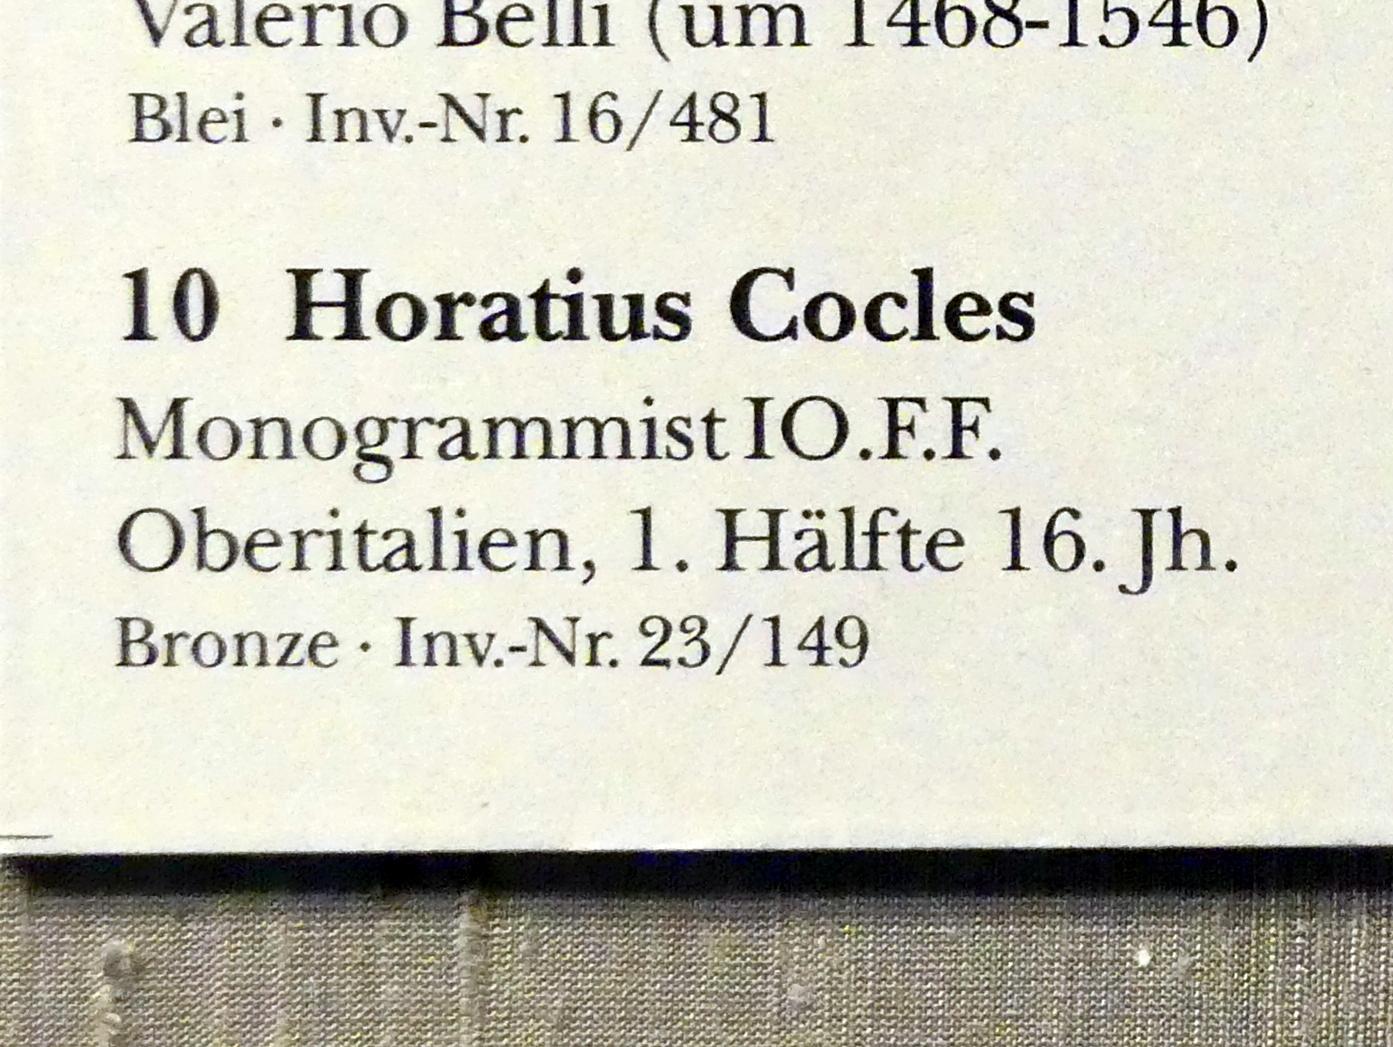 Valerio Belli (um 1468-1546)
Blei · Inv.-Nr. 16/481
10 Horatius Cocles
Monogrammist IO.F.F.
Oberitalien, 1. Hälfte 16. Jh.
Bronze · Inv.-Nr. 23/149